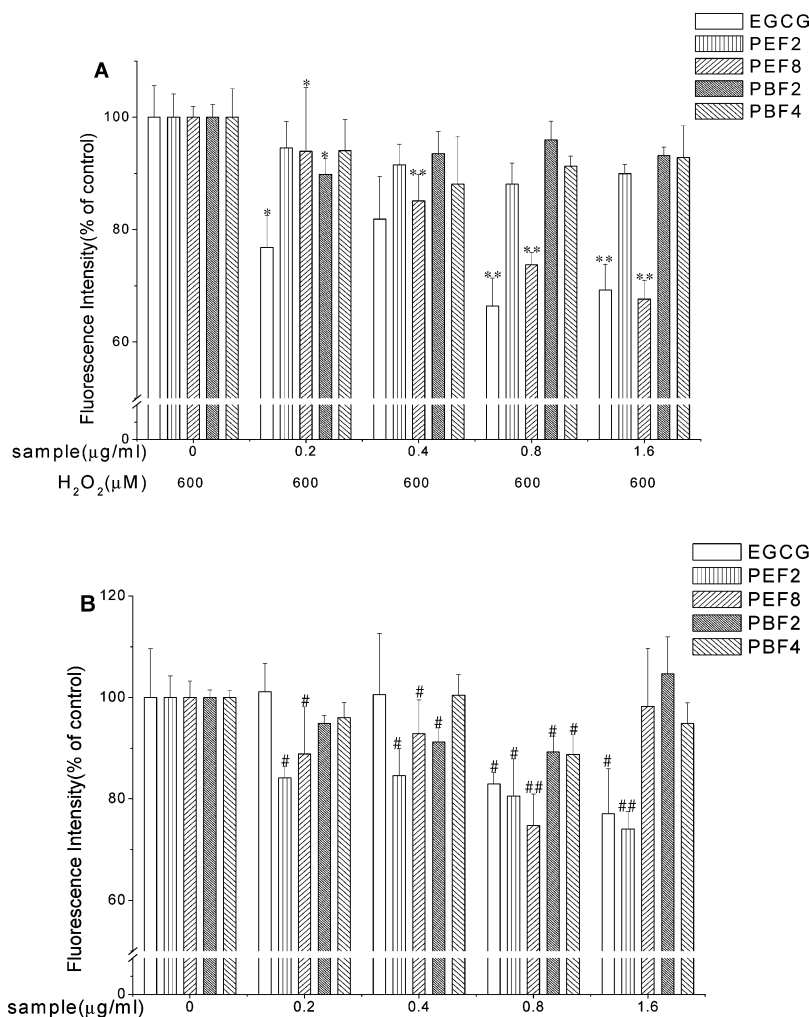 EGCG
PEF2
PEF8
PBF2
PBF4
A
Fluorescence Intensity(% of control)
100
80
60
0
*
*
*
**
**
**
**
**
sample(μg/ml) 0 0.2 0.4 0.8 1.6
H₂O₂(μM) 600 600 600 600 600
EGCG
PEF2
PEF8
PBF2
PBF4
B
Fluorescence Intensity(% of control)
120
100
80
60
0
#
#
#
#
#
#
#
##
#
#
#
##
sample(μg/ml) 0 0.2 0.4 0.8 1.6